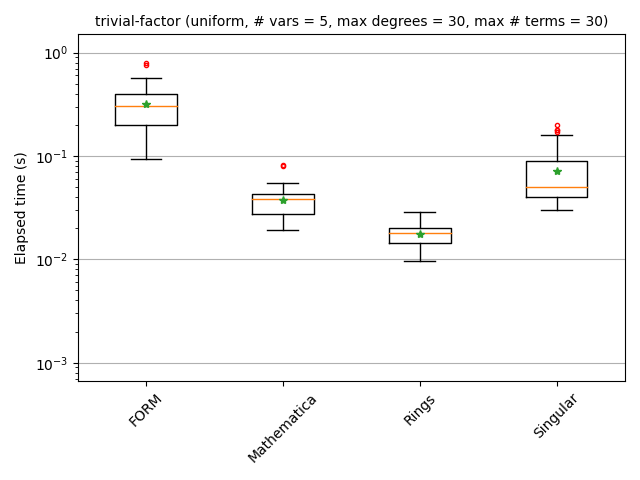 trivial-factor (uniform, # vars = 5, max degrees = 30, max # terms = 30)
Elapsed time (s)
10⁰
10⁻¹
10⁻²
10⁻³
FORM
Mathematica
Rings
Singular